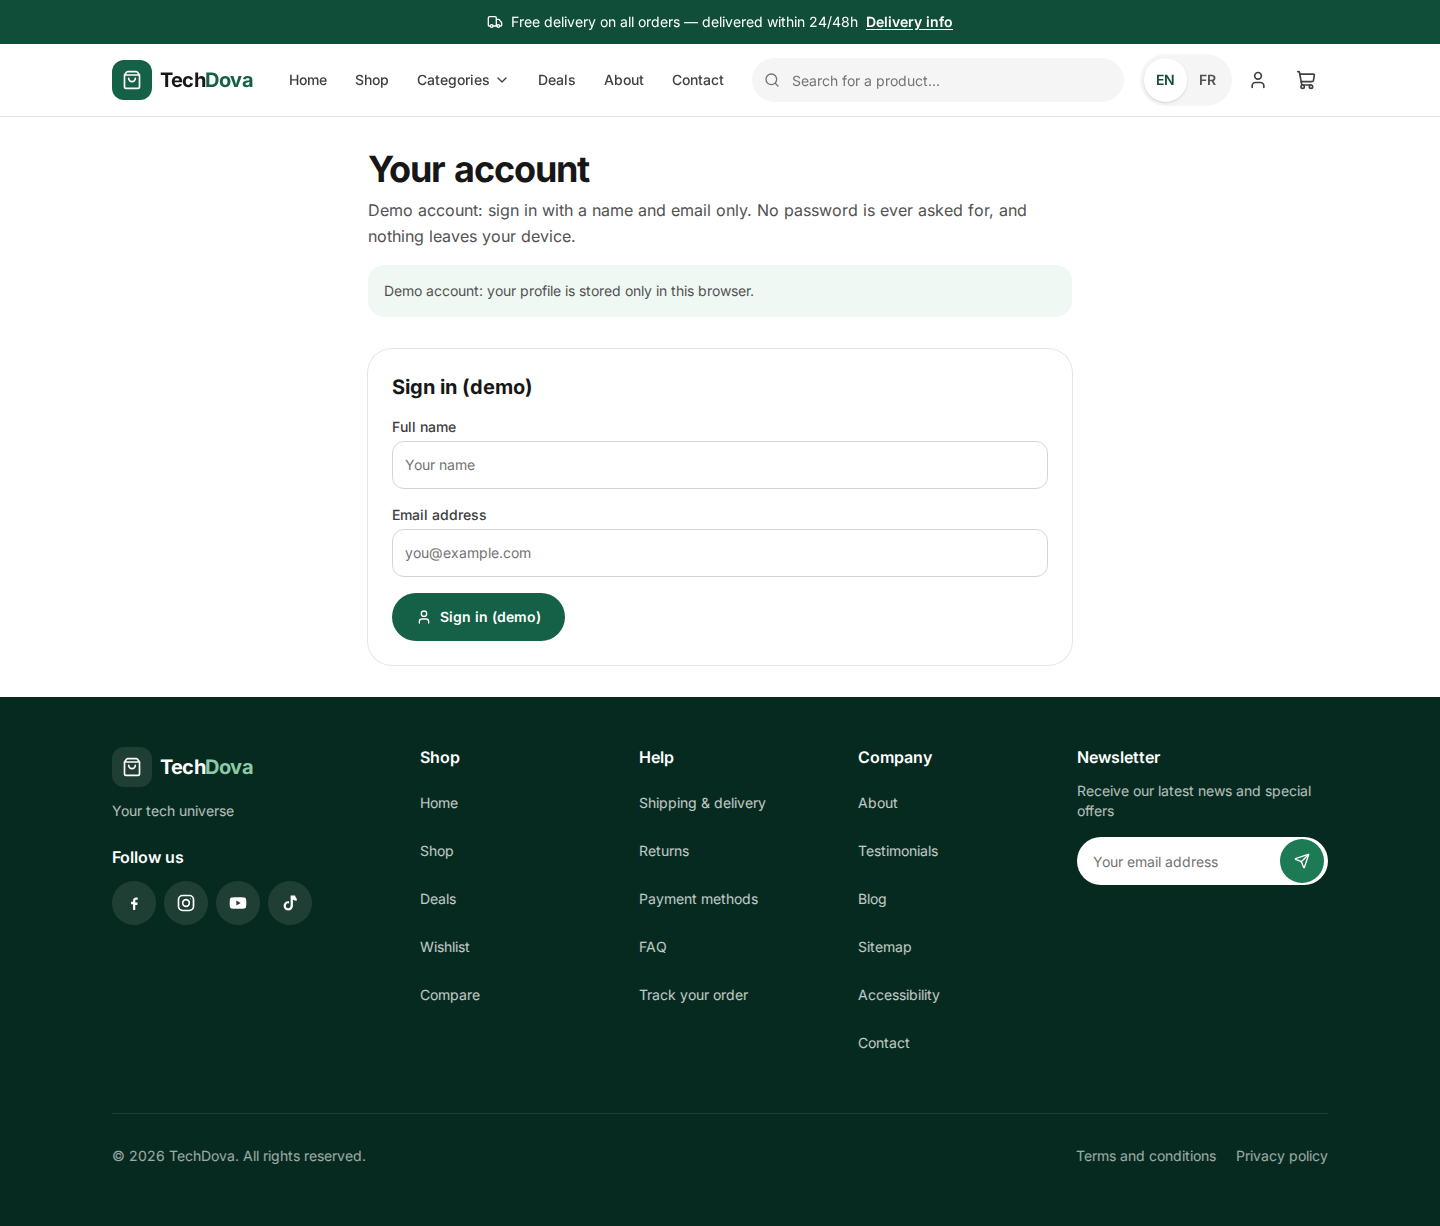 Free delivery on all orders — delivered within 24/48h Delivery info
TechDova
Home
Shop
Categories
Deals
About
Contact
Search for a product...
EN
FR
Your account
Demo account: sign in with a name and email only. No password is ever asked for, and
nothing leaves your device.
Demo account: your profile is stored only in this browser.
Sign in (demo)
Full name
Your name
Email address
you@example.com
Sign in (demo)
TechDova
Your tech universe
Follow us
Shop
Home
Shop
Deals
Wishlist
Compare
Help
Shipping & delivery
Returns
Payment methods
FAQ
Track your order
Company
About
Testimonials
Blog
Sitemap
Accessibility
Contact
Newsletter
Receive our latest news and special
offers
Your email address
© 2026 TechDova. All rights reserved.
Terms and conditions
Privacy policy